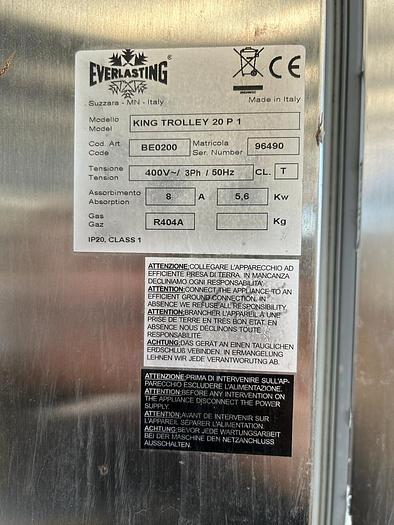 EVERLASTING ®
Suzzara - MN - Italy
Made in Italy
Modello
Model
KING TROLLEY 20 P 1
Cod. Art
Code
BE0200
Matricola
Ser. Number
96490
Tensione
Tension
400V~/ 3Ph / 50Hz
CL.
T
Assorbimento
Absorption
8
A
5,6
Kw
Gas
Gaz
R404A
Kg
IP20, CLASS 1
ATTENZIONE:COLLEGARE L'APPARECCHIO AD
EFFICIENTE PRESA DI TERRA. IN MANCANZA
DECLINAMO OGNI RESPONSABILITA'.
ATTENTION:CONNECT THE APPLIANCE TO AN
EFFICIENT GROUND CONNECTION, IN
ABSENCE WE REFUSE ALL RESPONSIBILITY.
ATTENTION:BRANCHER L'APPAREIL A UNE
PRISE DE TERRE EN TRÈS BON ETAT, EN
ABSENCE NOUS DÉCLINONS TOUTE
RESPONSABILITÉ.
ACHTUNG:DAS GERÄT AN EINEN TAUGLICHEN
ERDSCHLUß VEBINDEN. IN ERMANGELUNG
LEHNEN WIR JEDE VERANTWORUTNG AB.
ATTENZIONE:PRIMA DI INTERVENIRE SULL'AP-
PARECCHIO ESCLUDERE L'ALIMENTAZIONE.
ATTENTION:BEFORE ANY INTERVENTION ON
THE APPLIANCE DISCONNECT THE POWER
SUPPLY
ATTENTION:AVANT DE INTERVENIR SUR
L'APPAREIL SÉPARER L'ALIMENTATION.
ACHTUNG:BEVOR JEDE WARTUNGSARBEIT
BEI DER MASCHINE DEN NETZANCHLUSS
AUSSCHALTEN.